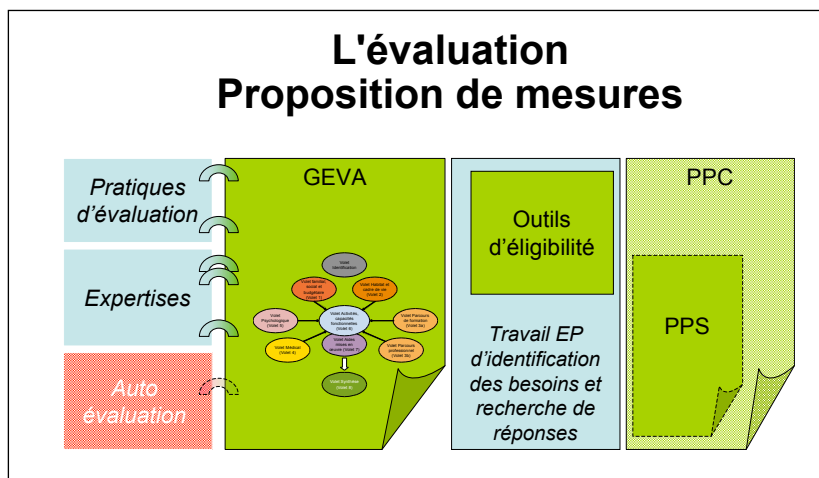 L'évaluation
Proposition de mesures
Pratiques
d’évaluation
Expertises
Auto
évaluation
GEVA
Volet
identification
Volet familial,
social et
budgétaire
(Volet 1)
Volet Habitat et
cadre de vie
(Volet 2)
Volet
Psychologique
(Volet 5)
Volet Activités,
capacités
fonctionnelles
(Volet 6)
Volet Parcours
de formation
(Volet 3a)
Volet Médical
(Volet 4)
Volet Aides
mises en
œuvre (Volet 7)
Volet Parcours
professionnel
(Volet 3b)
Volet Synthèse
(Volet 8)
Outils
d’éligibilité
Travail EP
d’identification
des besoins et
recherche de
réponses
PPC
PPS